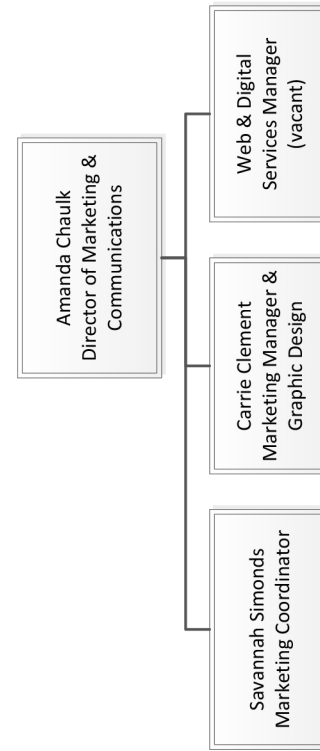 Amanda Chaulk
Director of Marketing &
Communications
Savannah Simonds
Marketing Coordinator
Carrie Clement
Marketing Manager &
Graphic Design
Web & Digital
Services Manager
(vacant)